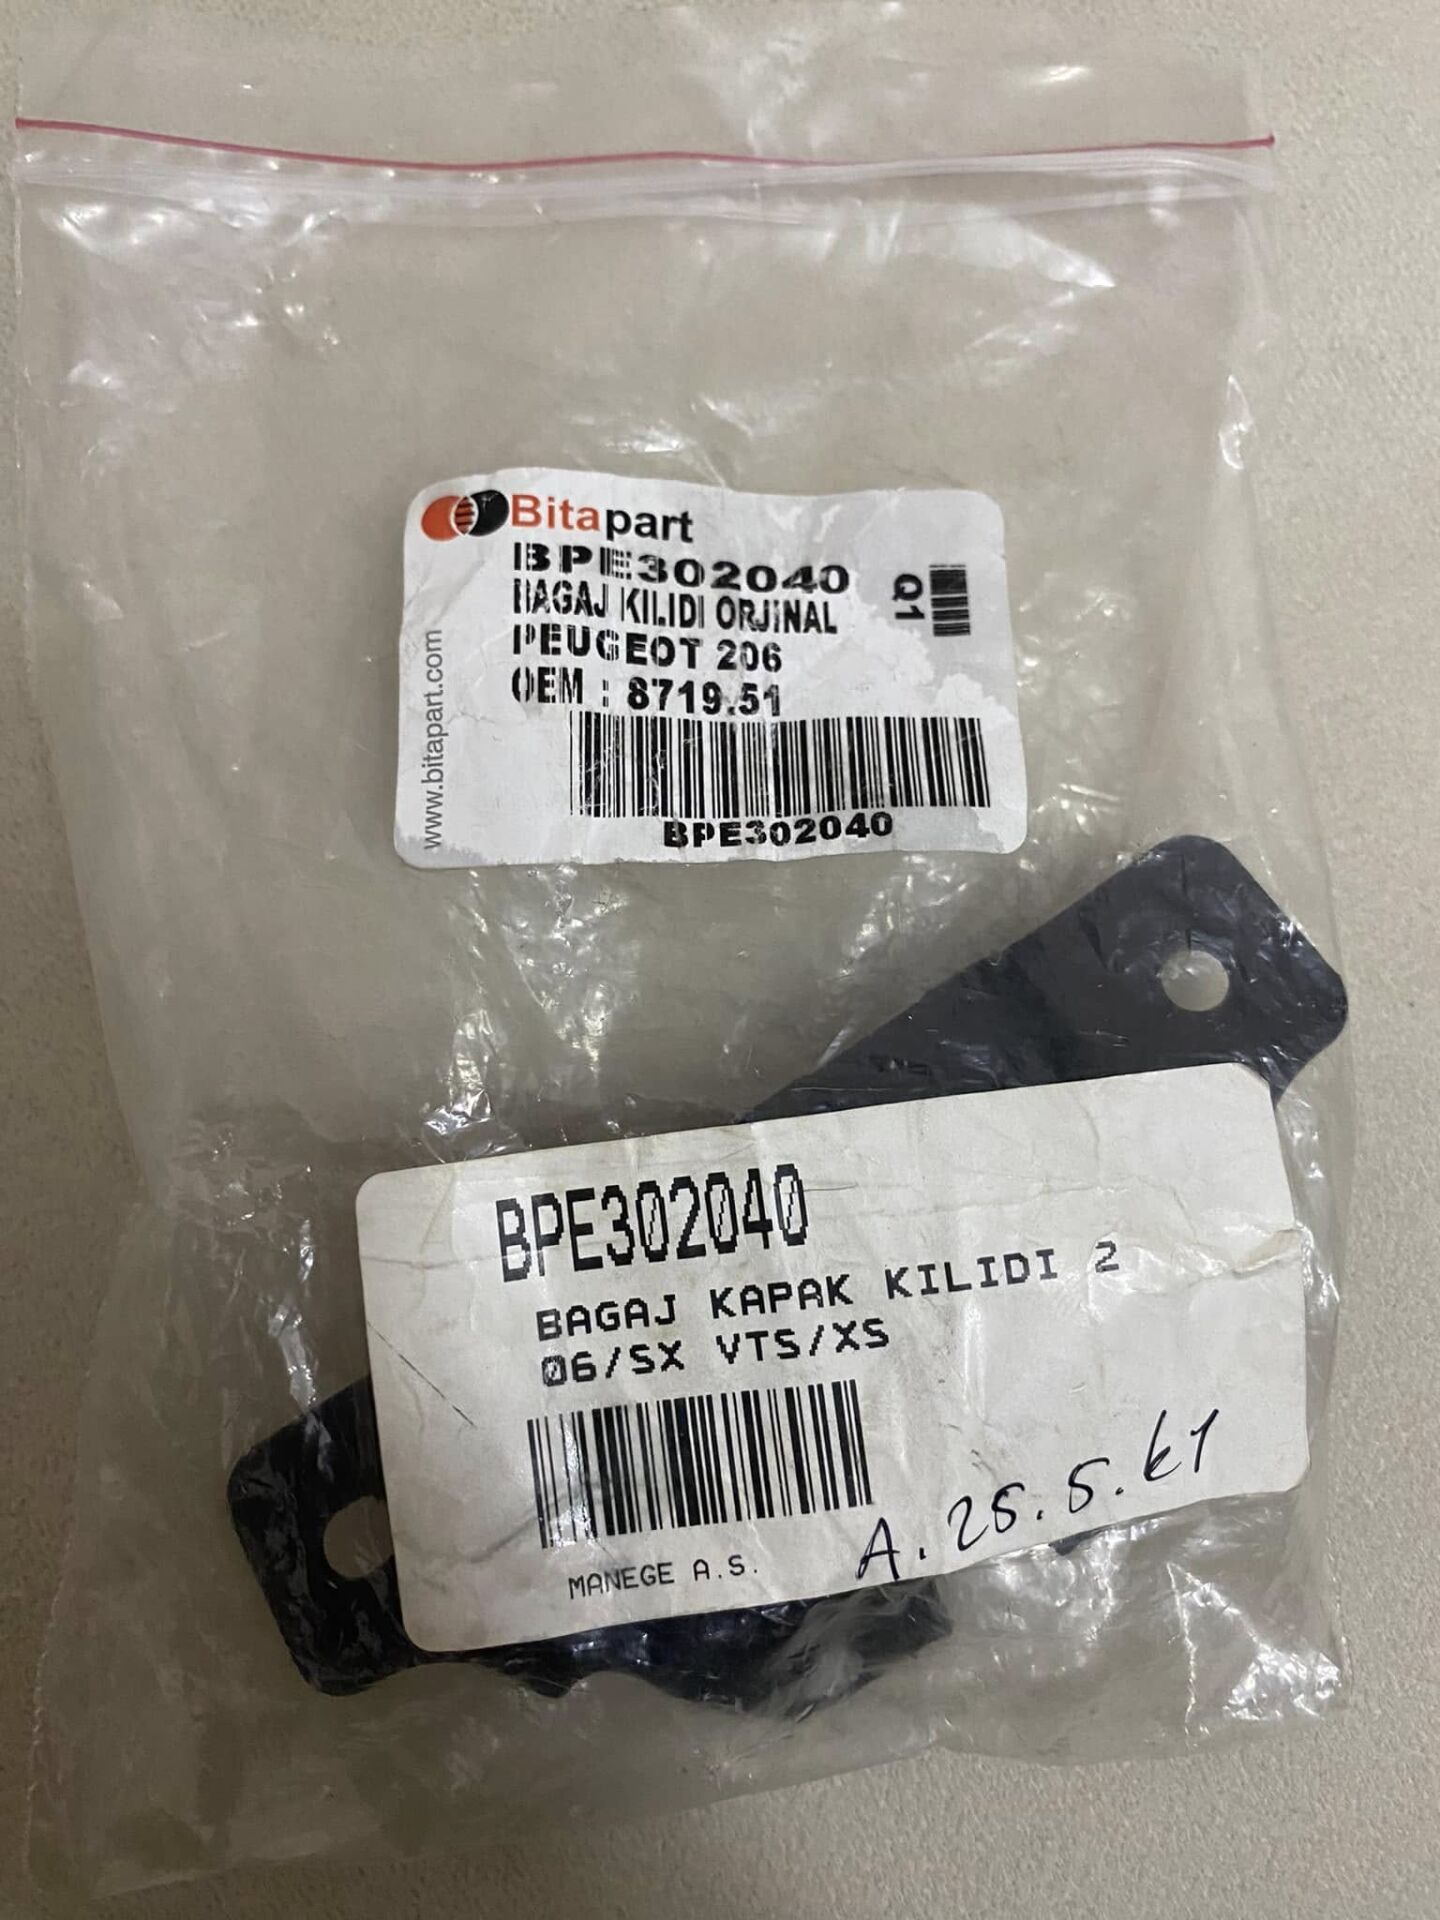 Bitapart
BPE302040
BAGAJ KILIDI ORJINAL
PEUGEOT 206
OEM : 8719.51
Q1
www.bitapart.com
BPE302040
BPE302040
BAGAJ KAPAK KILIDI 2
06/SX VTS/XS
MANEGE A.S.
A. 25. 5. k1